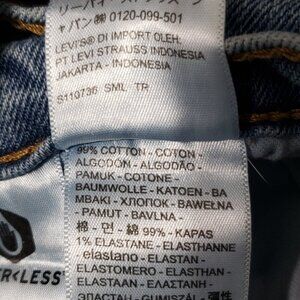 リーバイ・ストラウス ジ
ャパン㈱ 0120-099-501
LEVI'S® DI IMPORT OLEH:
PT LEVI STRAUSS INDONESIA
JAKARTA - INDONESIA
S110736 SML TR
99% COTTON - COTON -
ALGODÓN - ALGODÃO -
PAMUK - COTONE -
BAUMWOLLE - KATOEN - BA
MBAKI - ХЛОПОК - BAWEŁNA
- PAMUT - BAVLNA -
棉 - 면 - 綿 99% - KAPAS
1% ELASTANE - ELASTHANNE
elastano - ELASTAN -
ELASTOMERO - ELASTHAN -
ELASTAAN - ELASTANI -
ЭЛАСТАН - GUMISZÁL - 彈性
ER<LESS